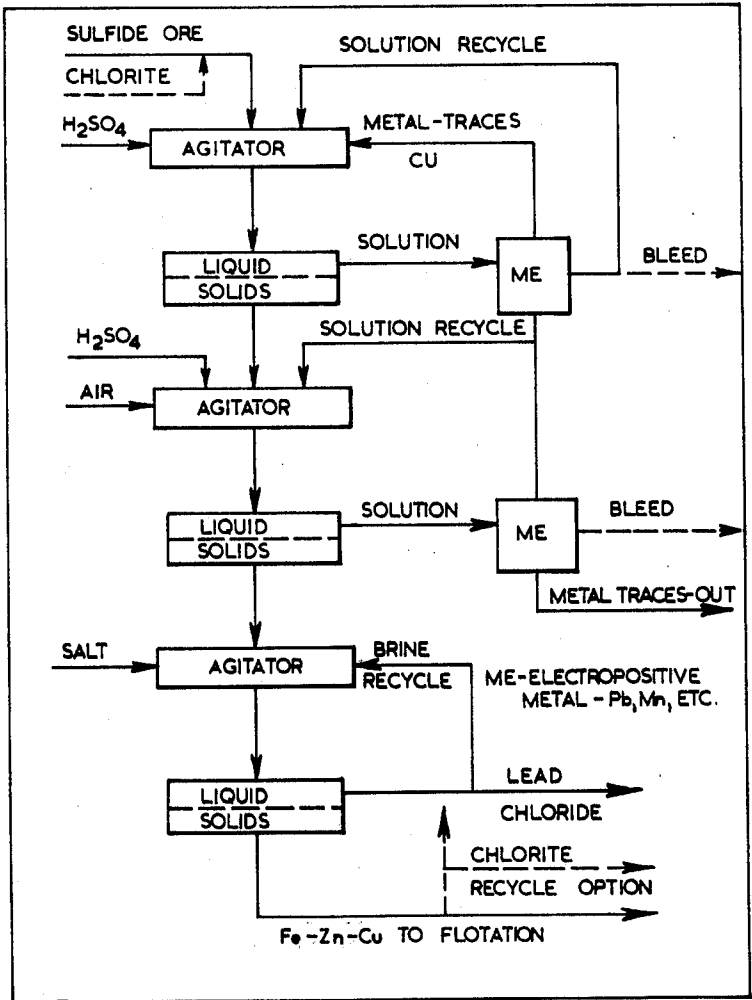 SULFIDE ORE
SOLUTION RECYCLE
CHLORITE
H₂SO₄
METAL-TRACES
CU
AGITATOR
SOLUTION
BLEED
LIQUID
SOLIDS
ME
SOLUTION RECYCLE
H₂SO₄
AIR
AGITATOR
SOLUTION
BLEED
LIQUID
SOLIDS
ME
METAL TRACES-OUT
SALT
AGITATOR
BRINE
RECYCLE
ME-ELECTROPOSITIVE
METAL-Pb, Mn, ETC.
LIQUID
SOLIDS
LEAD
CHLORIDE
CHLORITE
RECYCLE OPTION
Fe-Zn-Cu TO FLOTATION